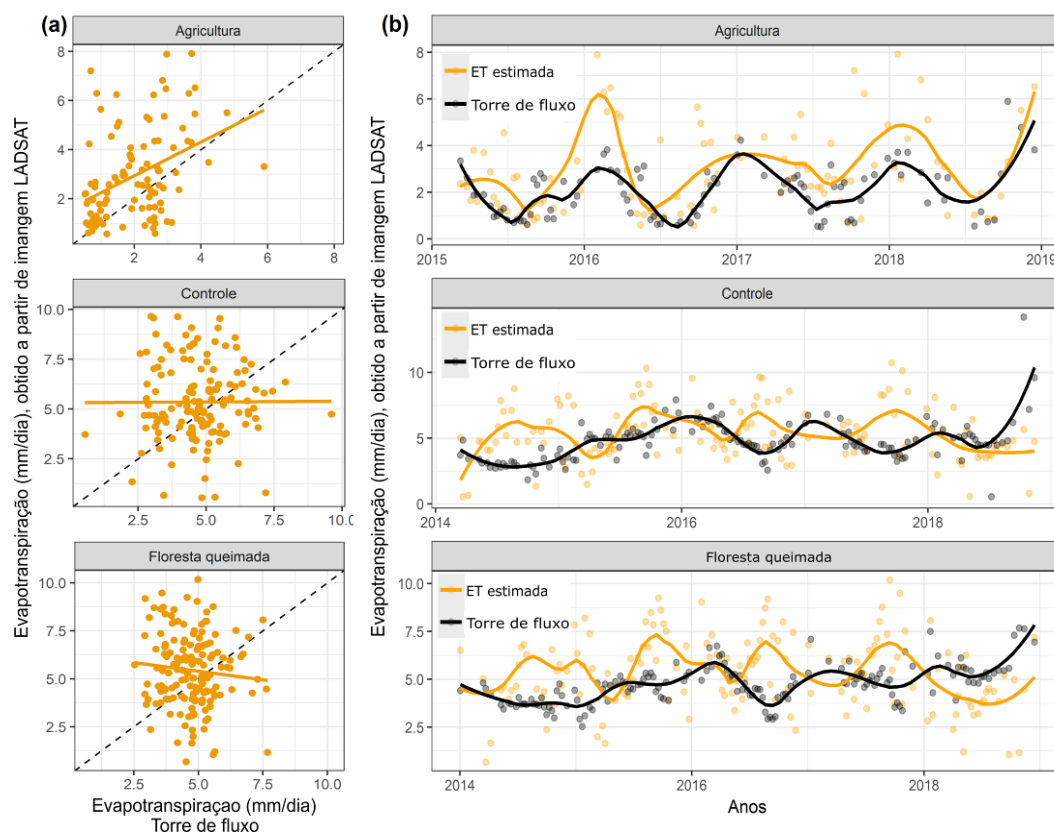 (a)
Agricultura
8
6
4
2
2 4 6 8
Controle
10.0
7.5
5.0
2.5
2.5 5.0 7.5 10.0
Floresta queimada
10.0
7.5
5.0
2.5
2.5 5.0 7.5 10.0
Evapotranspiraçao (mm/dia)
Torre de fluxo
Evapotranspiração (mm/dia), obtido a partir de imangem LADSAT
(b)
Agricultura
ET estimada
Torre de fluxo
8
6
4
2
0
2015 2016 2017 2018 2019
Controle
ET estimada
Torre de fluxo
10
5
0
2014 2016 2018
Floresta queimada
ET estimada
Torre de fluxo
10.0
7.5
5.0
2.5
2014 2016 2018
Anos
Evapotranspiração (mm/dia), obtido a partir de imangem LADSAT